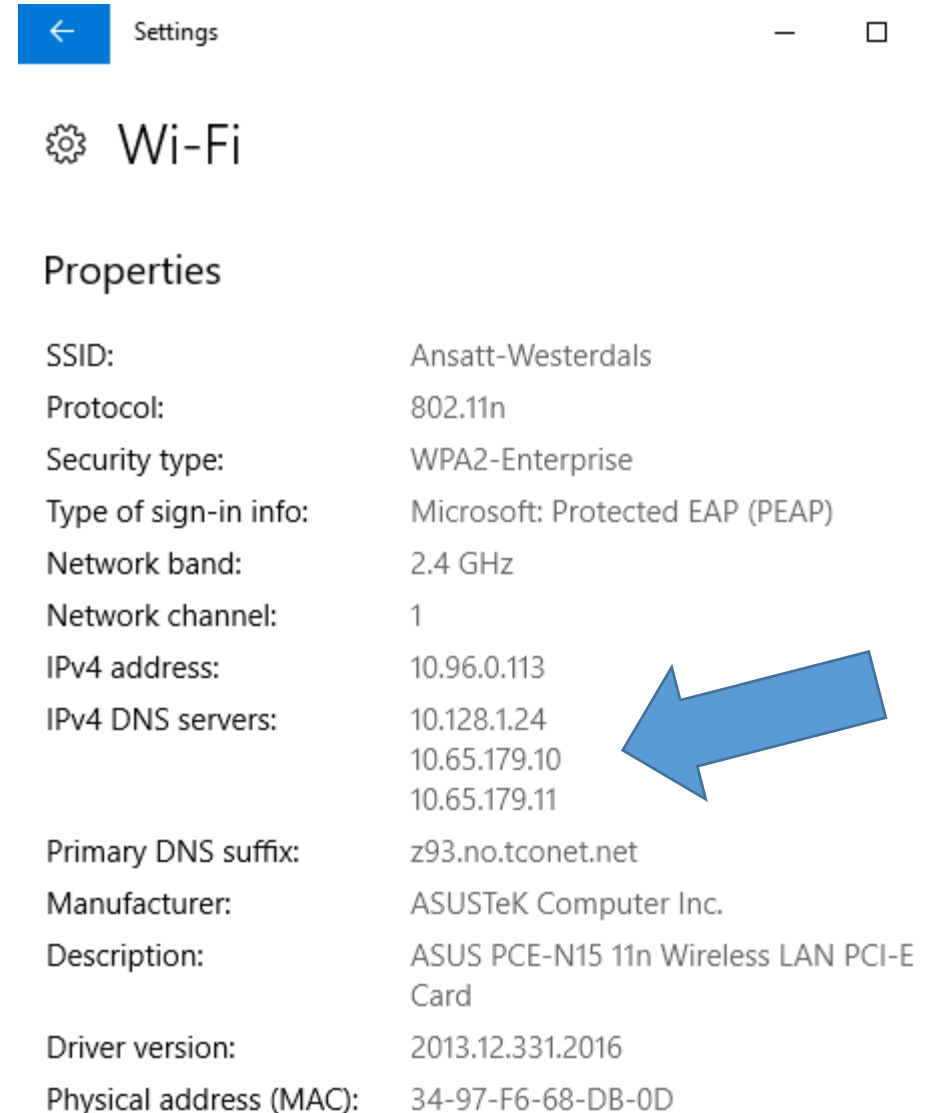 Settings
Wi-Fi
Properties
SSID: Ansatt-Westerdals
Protocol: 802.11n
Security type: WPA2-Enterprise
Type of sign-in info: Microsoft: Protected EAP (PEAP)
Network band: 2.4 GHz
Network channel: 1
IPv4 address: 10.96.0.113
IPv4 DNS servers: 10.128.1.24
10.65.179.10
10.65.179.11
Primary DNS suffix: z93.no.tconet.net
Manufacturer: ASUSTeK Computer Inc.
Description: ASUS PCE-N15 11n Wireless LAN PCI-E
Card
Driver version: 2013.12.331.2016
Physical address (MAC): 34-97-F6-68-DB-0D